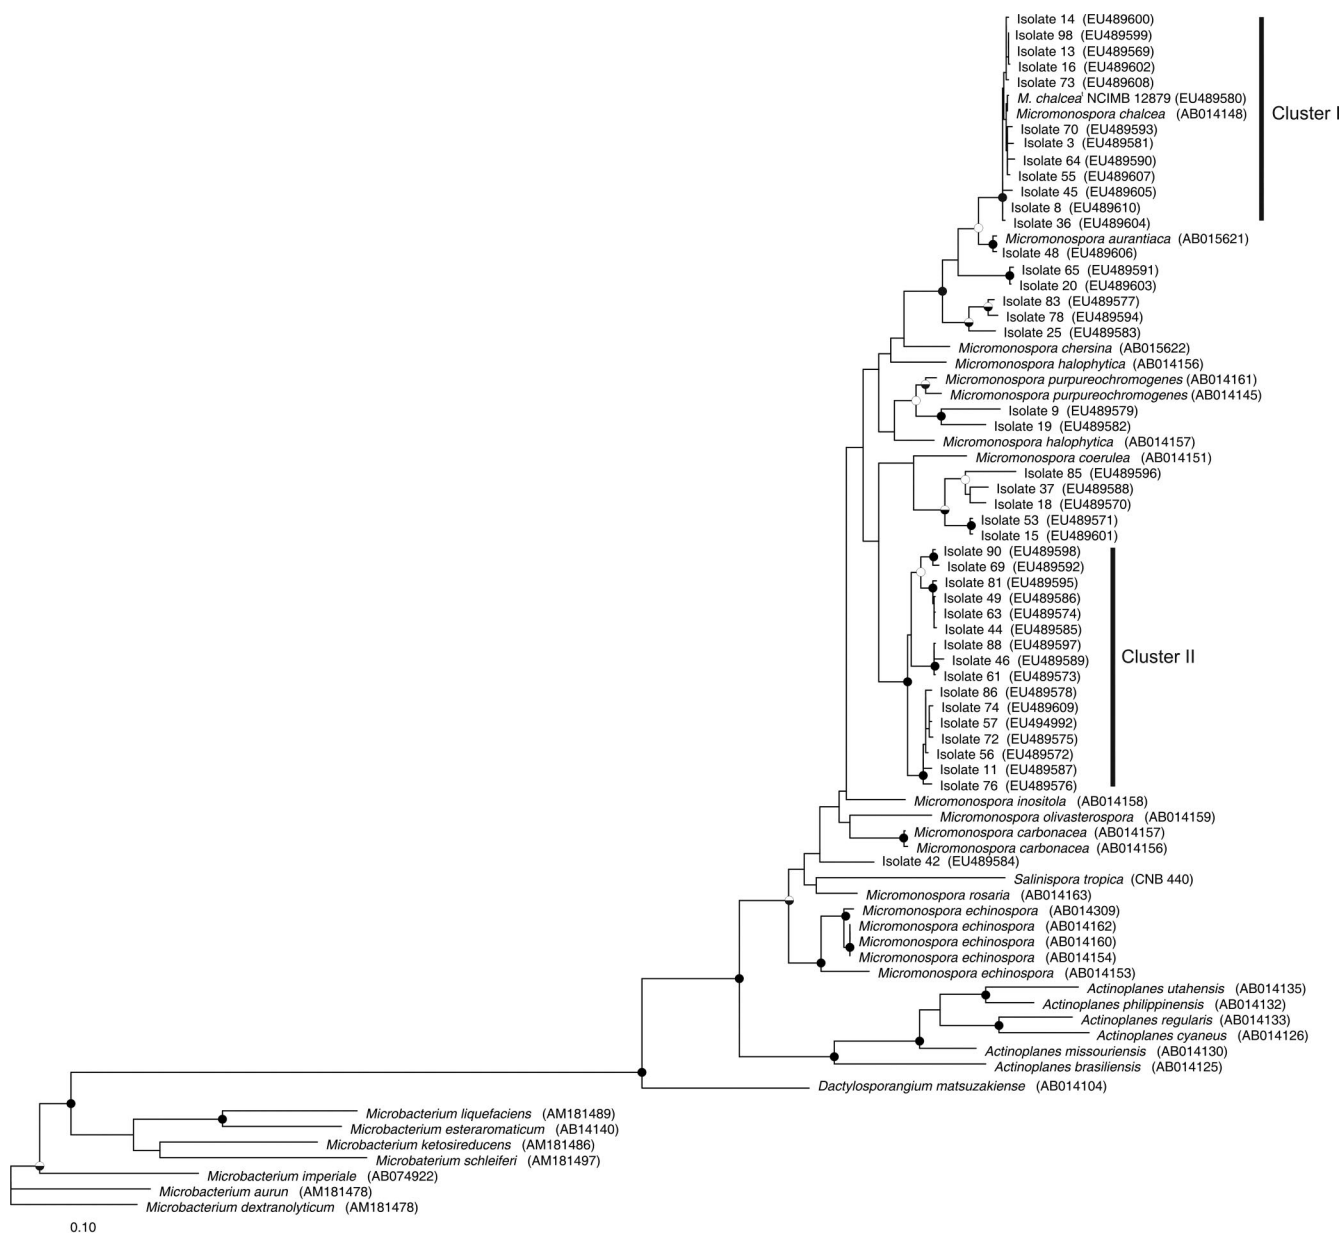 Isolate 14 (EU489600)
Isolate 98 (EU489599)
Isolate 13 (EU489569)
Isolate 16 (EU489602)
Isolate 73 (EU489608)
M. chalcea NCIMB 12879 (EU489580)
Cluster I
Micromonospora chalcea (AB014148)
Isolate 70 (EU489593)
Isolate 3 (EU489581)
Isolate 64 (EU489590)
Isolate 55 (EU489607)
Isolate 45 (EU489605)
Isolate 8 (EU489610)
Isolate 36 (EU489604)
Micromonospora aurantiaca (AB015621)
Isolate 48 (EU489606)
Isolate 65 (EU489591)
Isolate 20 (EU489603)
Isolate 83 (EU489577)
Isolate 78 (EU489594)
Isolate 25 (EU489583)
Micromonospora chersina (AB015622)
Micromonospora halophytica (AB014156)
Micromonospora purpureochromogenes (AB014161)
Micromonospora purpureochromogenes (AB014145)
Isolate 9 (EU489579)
Isolate 19 (EU489582)
Micromonospora halophytica (AB014157)
Micromonospora coerulea (AB014151)
Isolate 85 (EU489596)
Isolate 37 (EU489588)
Isolate 18 (EU489570)
Isolate 53 (EU489571)
Isolate 15 (EU489601)
Isolate 90 (EU489598)
Isolate 69 (EU489592)
Isolate 81 (EU489595)
Isolate 49 (EU489586)
Isolate 63 (EU489574)
Isolate 44 (EU489585)
Isolate 88 (EU489597)
Cluster II
Isolate 46 (EU489589)
Isolate 61 (EU489573)
Isolate 86 (EU489578)
Isolate 74 (EU489609)
Isolate 57 (EU494992)
Isolate 72 (EU489575)
Isolate 56 (EU489572)
Isolate 11 (EU489587)
Isolate 76 (EU489576)
Micromonospora inositola (AB014158)
Micromonospora olivasterospora (AB014159)
Micromonospora carbonacea (AB014157)
Micromonospora carbonacea (AB014156)
Isolate 42 (EU489584)
Salinispora tropica (CNB 440)
Micromonospora rosaria (AB014163)
Micromonospora echinospora (AB014309)
Micromonospora echinospora (AB014162)
Micromonospora echinospora (AB014160)
Micromonospora echinospora (AB014154)
Micromonospora echinospora (AB014153)
Actinoplanes utahensis (AB014135)
Actinoplanes philippinensis (AB014132)
Actinoplanes regularis (AB014133)
Actinoplanes cyaneus (AB014126)
Actinoplanes missouriensis (AB014130)
Actinoplanes brasiliensis (AB014125)
Dactylosporangium matsuzakiense (AB014104)
Microbacterium liquefaciens (AM181489)
Microbacterium esteraromaticum (AB14140)
Microbacterium ketosireducens (AM181486)
Microbaterium schleiferi (AM181497)
Microbacterium imperiale (AB074922)
Microbacterium aurun (AM181478)
Microbacterium dextranolyticum (AM181478)
0.10